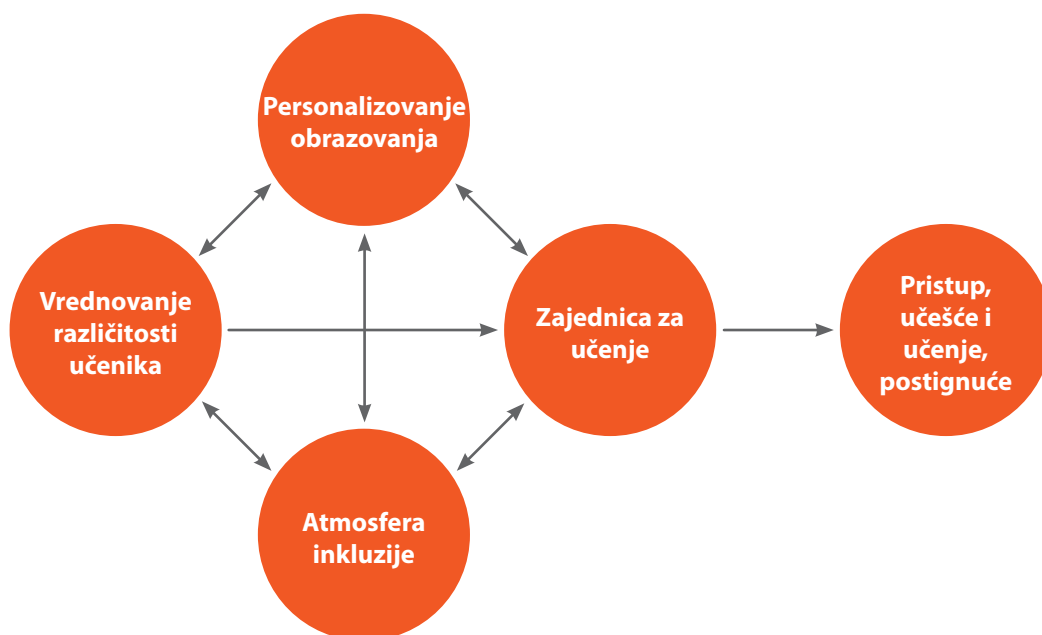 Personalizovanje
obrazovanja
Vrednovanje
različitosti
učenika
Zajednica za
učenje
Pristup,
učešće i
učenje,
postignuće
Atmosfera
inkluzije